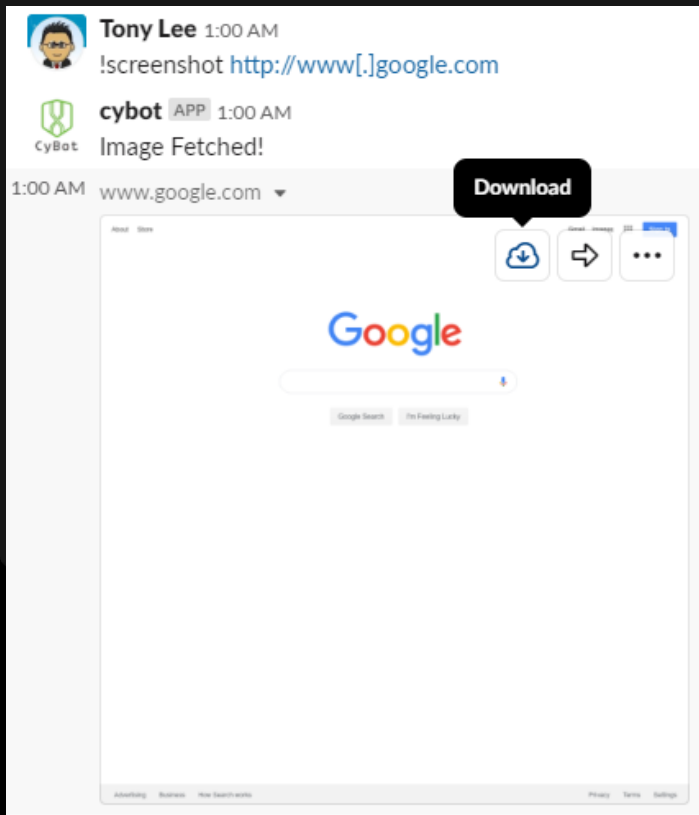 Tony Lee 1:00 AM
!screenshot http://www[.]google.com
cybot APP 1:00 AM
CyBot
Image Fetched!
1:00 AM www.google.com
Download
About Store
Gmail Images Sign in
Google
Google Search I'm Feeling Lucky
Advertising Business How Search works
Privacy Terms Settings